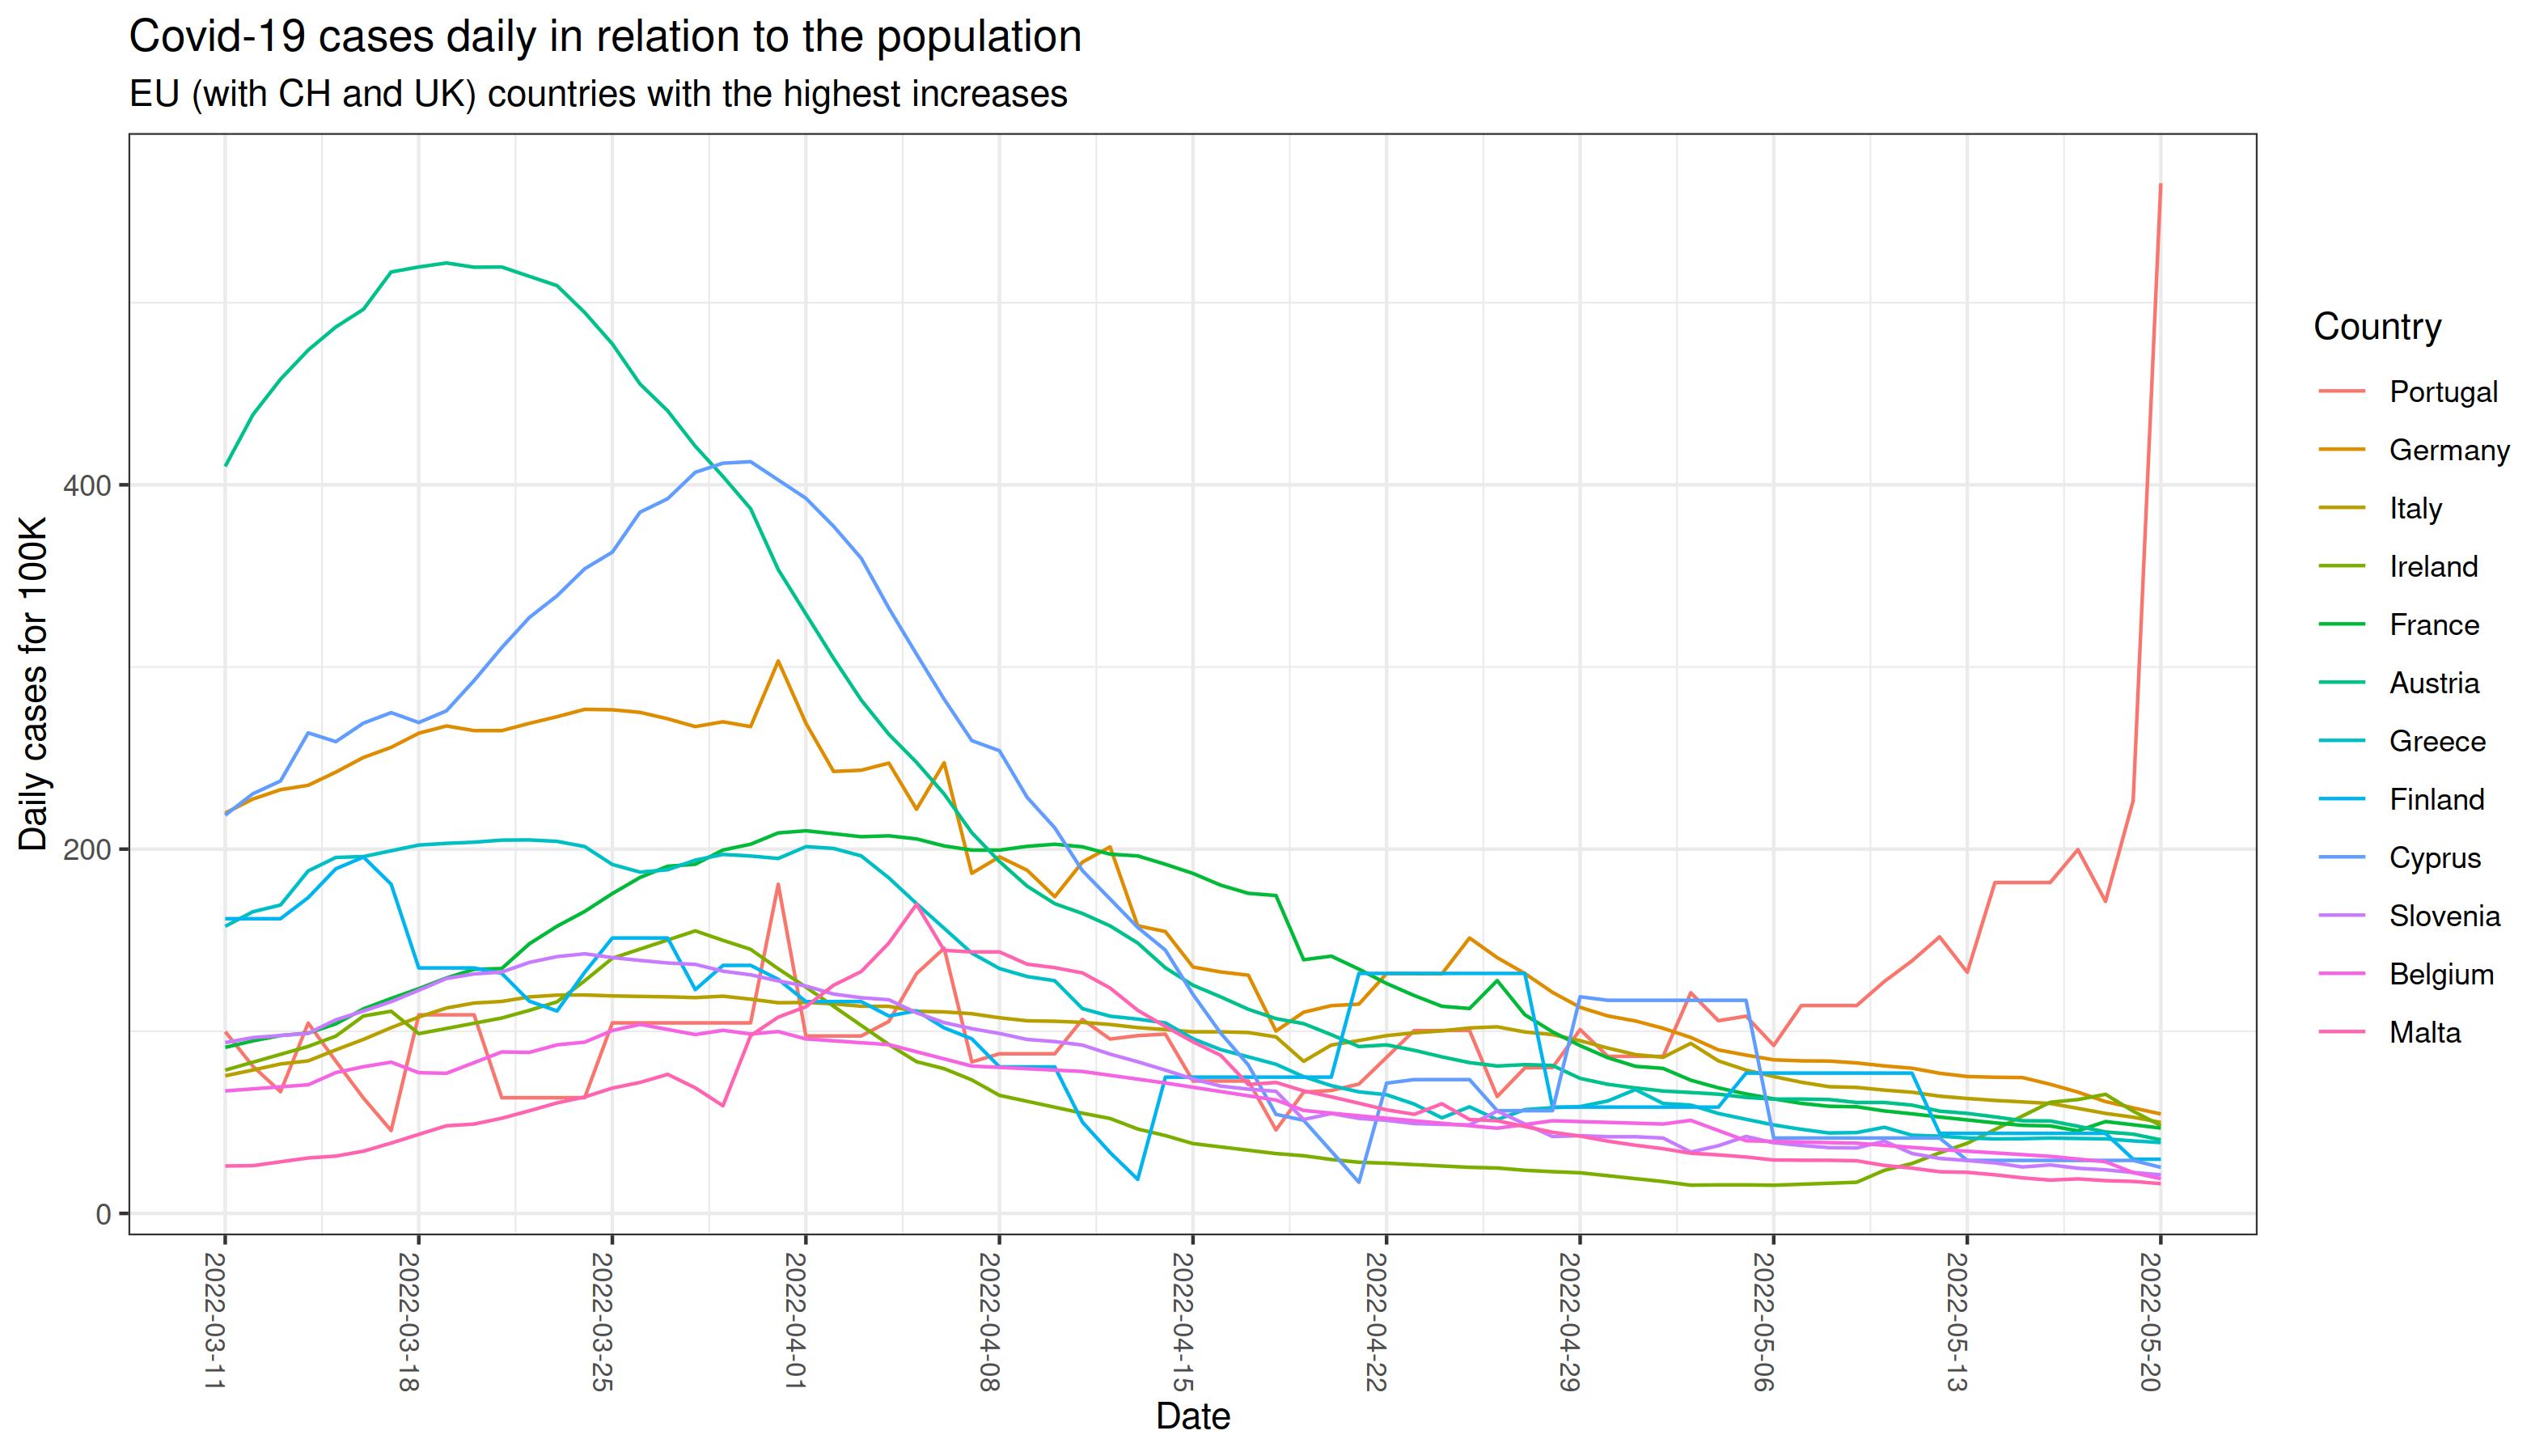 Covid-19 cases daily in relation to the population
EU (with CH and UK) countries with the highest increases
Daily cases for 100K
400
200
0
2022-03-11
2022-03-18
2022-03-25
2022-04-01
2022-04-08
2022-04-15
2022-04-22
2022-04-29
2022-05-06
2022-05-13
2022-05-20
Date
Country
Portugal
Germany
Italy
Ireland
France
Austria
Greece
Finland
Cyprus
Slovenia
Belgium
Malta